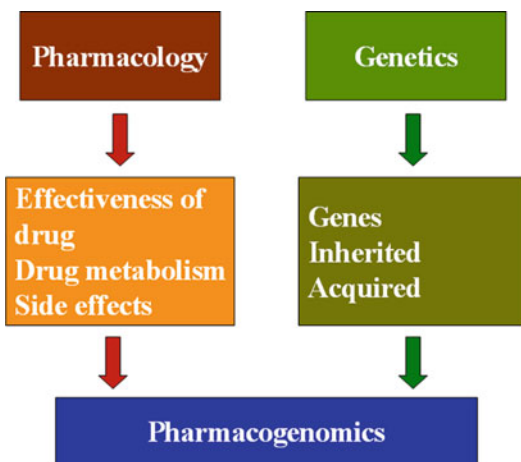 Pharmacology
Genetics
Effectiveness of
drug
Drug metabolism
Side effects
Genes
Inherited
Acquired
Pharmacogenomics